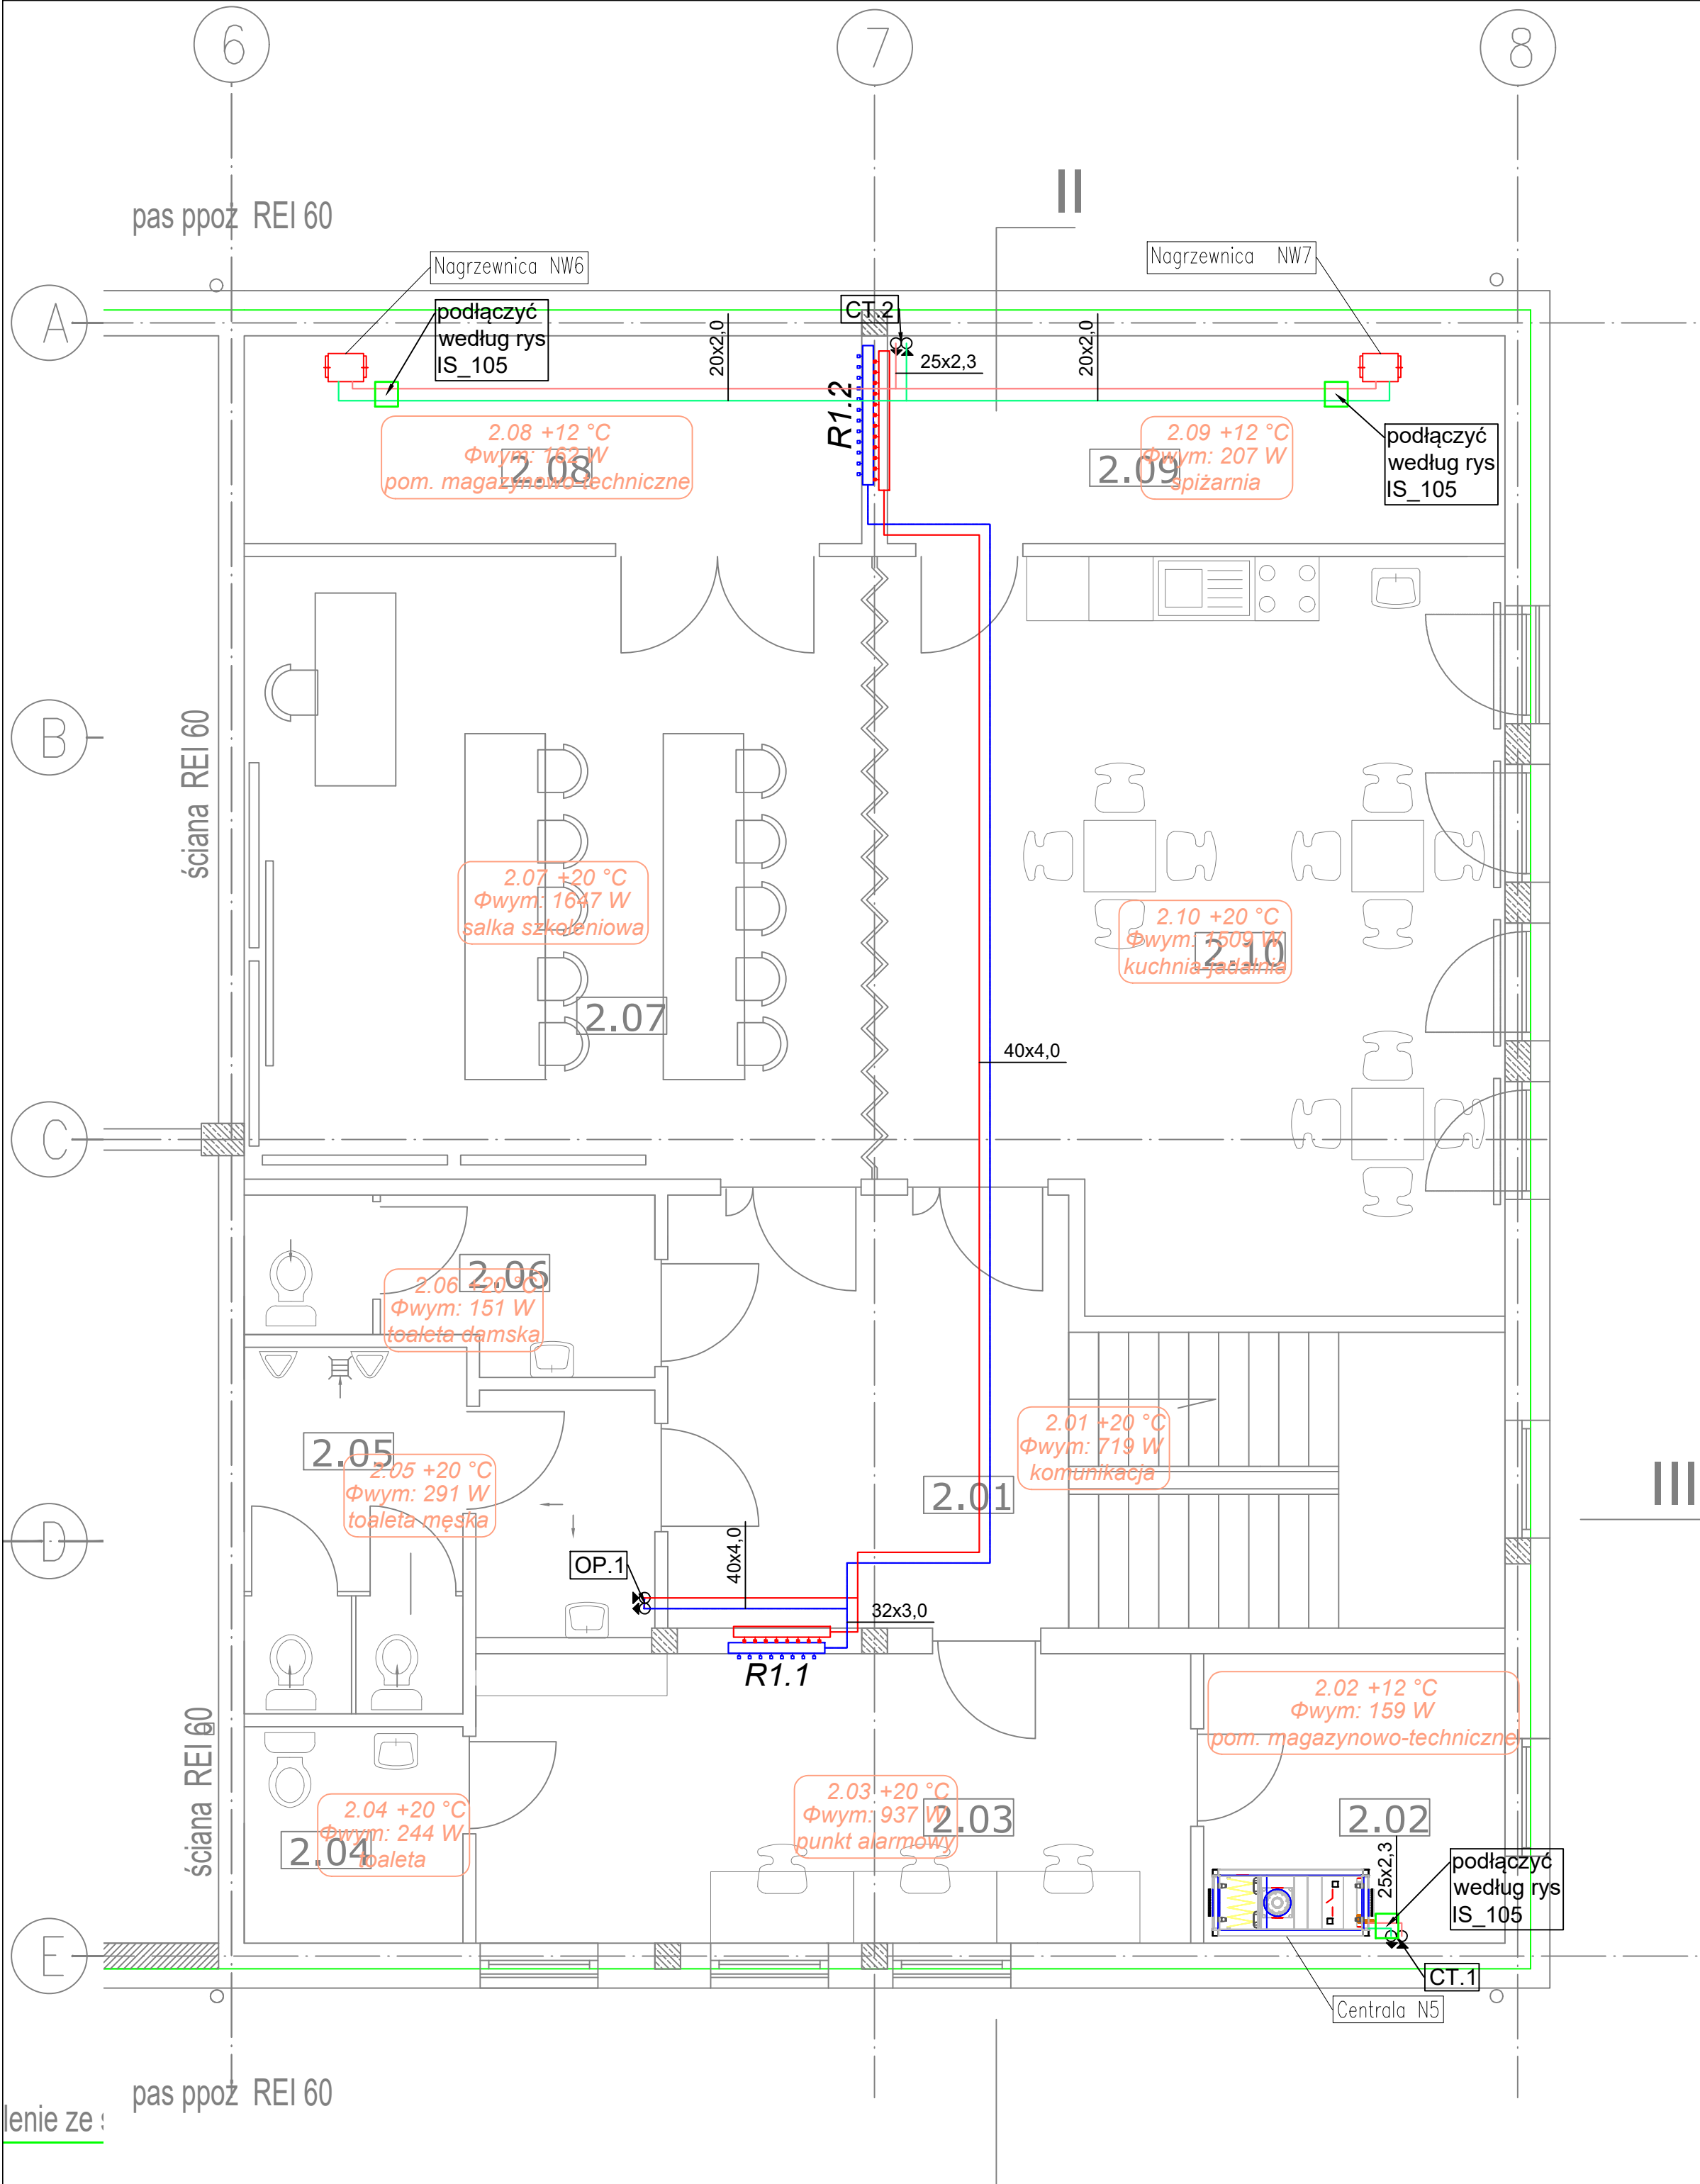 6
7
8
II
pas ppoż REI 60
Nagrzewnica NW6
Nagrzewnica NW7
A
podłączyć
według rys
IS_105
CT.2
20x2,0
25x2,3
20x2,0
R1.2
2.08 +12 °C
Φwym: 162 W
pom. magazynowo-techniczne
2.08
2.09 +12 °C
Φwym: 207 W
spiżarnia
2.09
podłączyć
według rys
IS_105
B
ściana REI 60
2.07 +20 °C
Φwym: 1647 W
salka szkoleniowa
2.07
2.10 +20 °C
Φwym: 1509 W
kuchnia-jadalnia
2.10
40x4,0
C
2.06
2.06 +20 °C
Φwym: 151 W
toaleta damska
2.05
2.05 +20 °C
Φwym: 291 W
toaleta męska
2.01 +20 °C
Φwym: 719 W
komunikacja
2.01
III
D
OP.1
40x4,0
32x3,0
R1.1
ściana REI 60
2.02 +12 °C
Φwym: 159 W
pom. magazynowo-techniczne
2.04 +20 °C
Φwym: 244 W
toaleta
2.04
2.03 +20 °C
Φwym: 937 W
punkt alarmowy
2.03
2.02
25x2,3
podłączyć
według rys
IS_105
E
CT.1
Centrala N5
pas ppoż REI 60
lenie ze